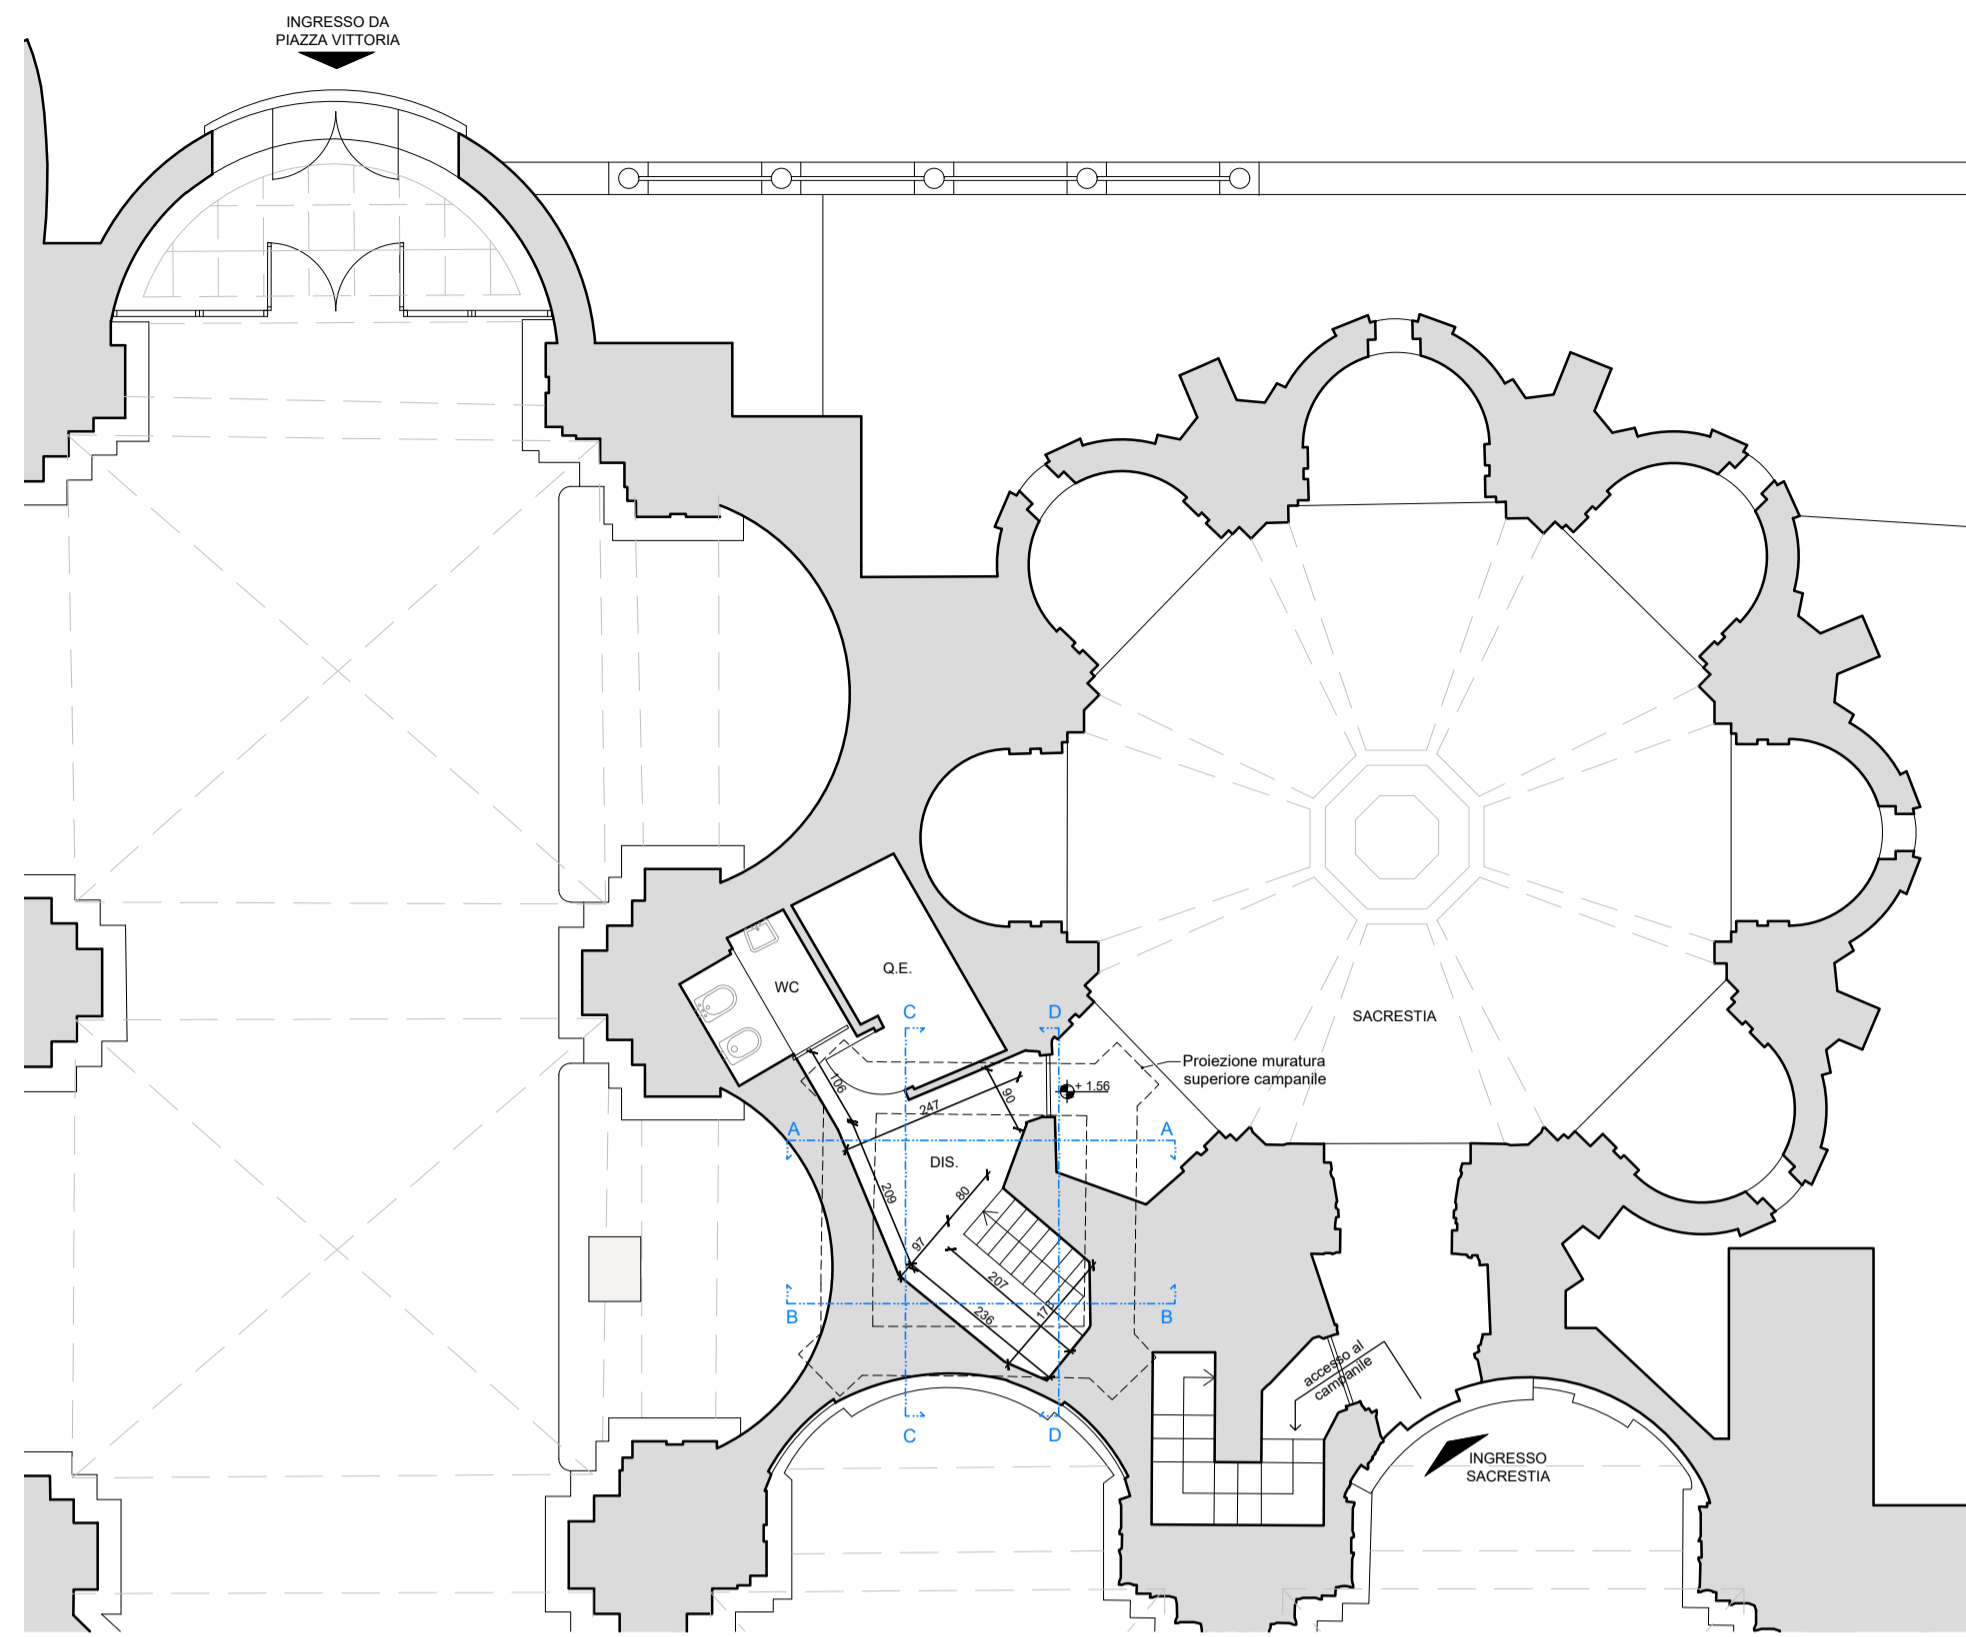 INGRESSO DA
PIAZZA VITTORIA
Q.E.
WC
C
D
SACRESTIA
Proiezione muratura
superiore campanile
+ 1.56
106
90
247
A
A
DIS.
209
80
97
207
236
178
B
B
accesso al
campanile
C
D
INGRESSO
SACRESTIA